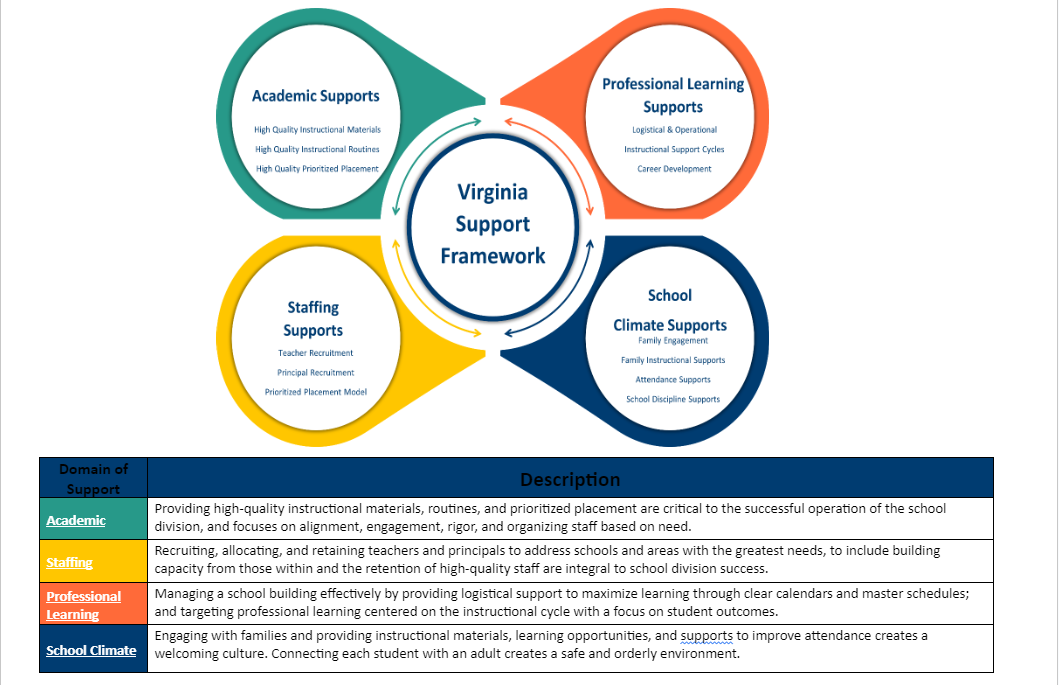 Academic Supports
High Quality Instructional Materials
High Quality Instructional Routines
High Quality Prioritized Placement
Professional Learning
Supports
Logistical & Operational
Instructional Support Cycles
Career Development
Virginia
Support
Framework
Staffing
Supports
Teacher Recruitment
Principal Recruitment
Prioritized Placement Model
School
Climate Supports
Family Engagement
Family Instructional Supports
Attendance Supports
School Discipline Supports
Domain of
Support
Description
Academic
Providing high-quality instructional materials, routines, and prioritized placement are critical to the successful operation of the school
division, and focuses on alignment, engagement, rigor, and organizing staff based on need.
Staffing
Recruiting, allocating, and retaining teachers and principals to address schools and areas with the greatest needs, to include building
capacity from those within and the retention of high-quality staff are integral to school division success.
Professional
Learning
Managing a school building effectively by providing logistical support to maximize learning through clear calendars and master schedules;
and targeting professional learning centered on the instructional cycle with a focus on student outcomes.
School Climate
Engaging with families and providing instructional materials, learning opportunities, and supports to improve attendance creates a
welcoming culture. Connecting each student with an adult creates a safe and orderly environment.